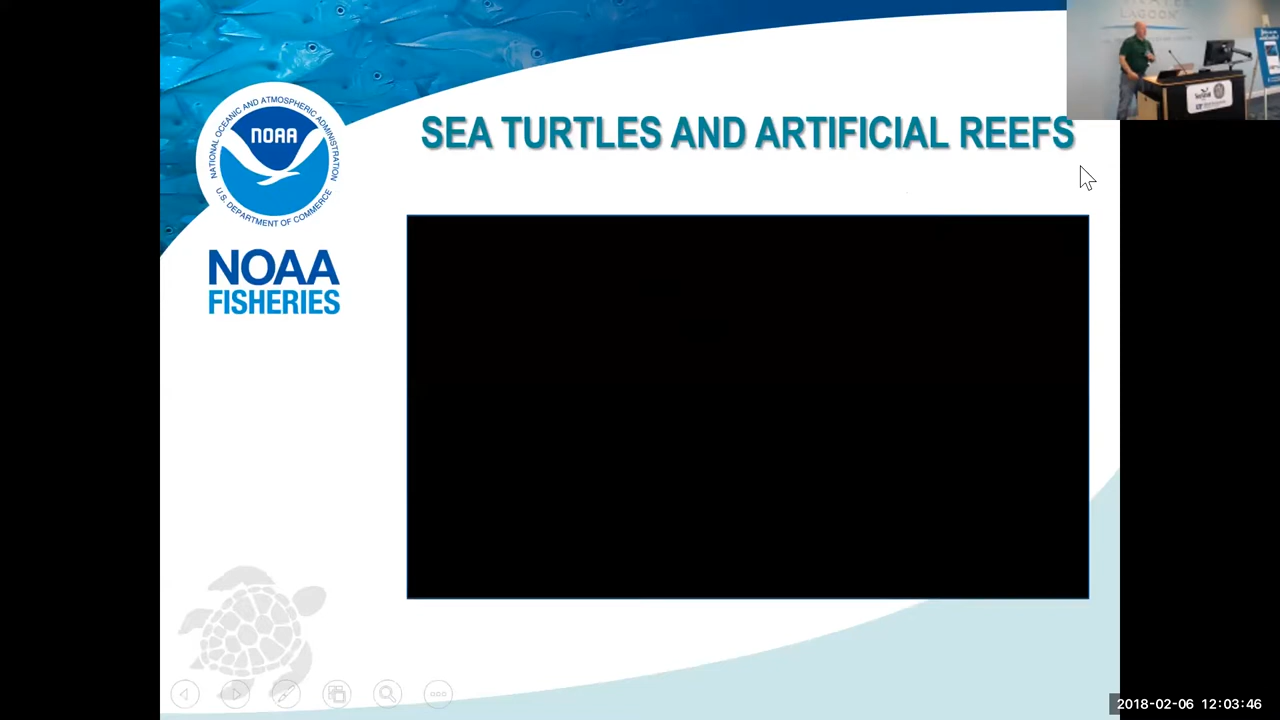 SEA TURTLES AND ARTIFICIAL REEFS
NATIONAL OCEANIC AND ATMOSPHERIC ADMINISTRATION
NOAA
U.S. DEPARTMENT OF COMMERCE
NOAA
FISHERIES
LAGOON
2018-02-06 12:03:46